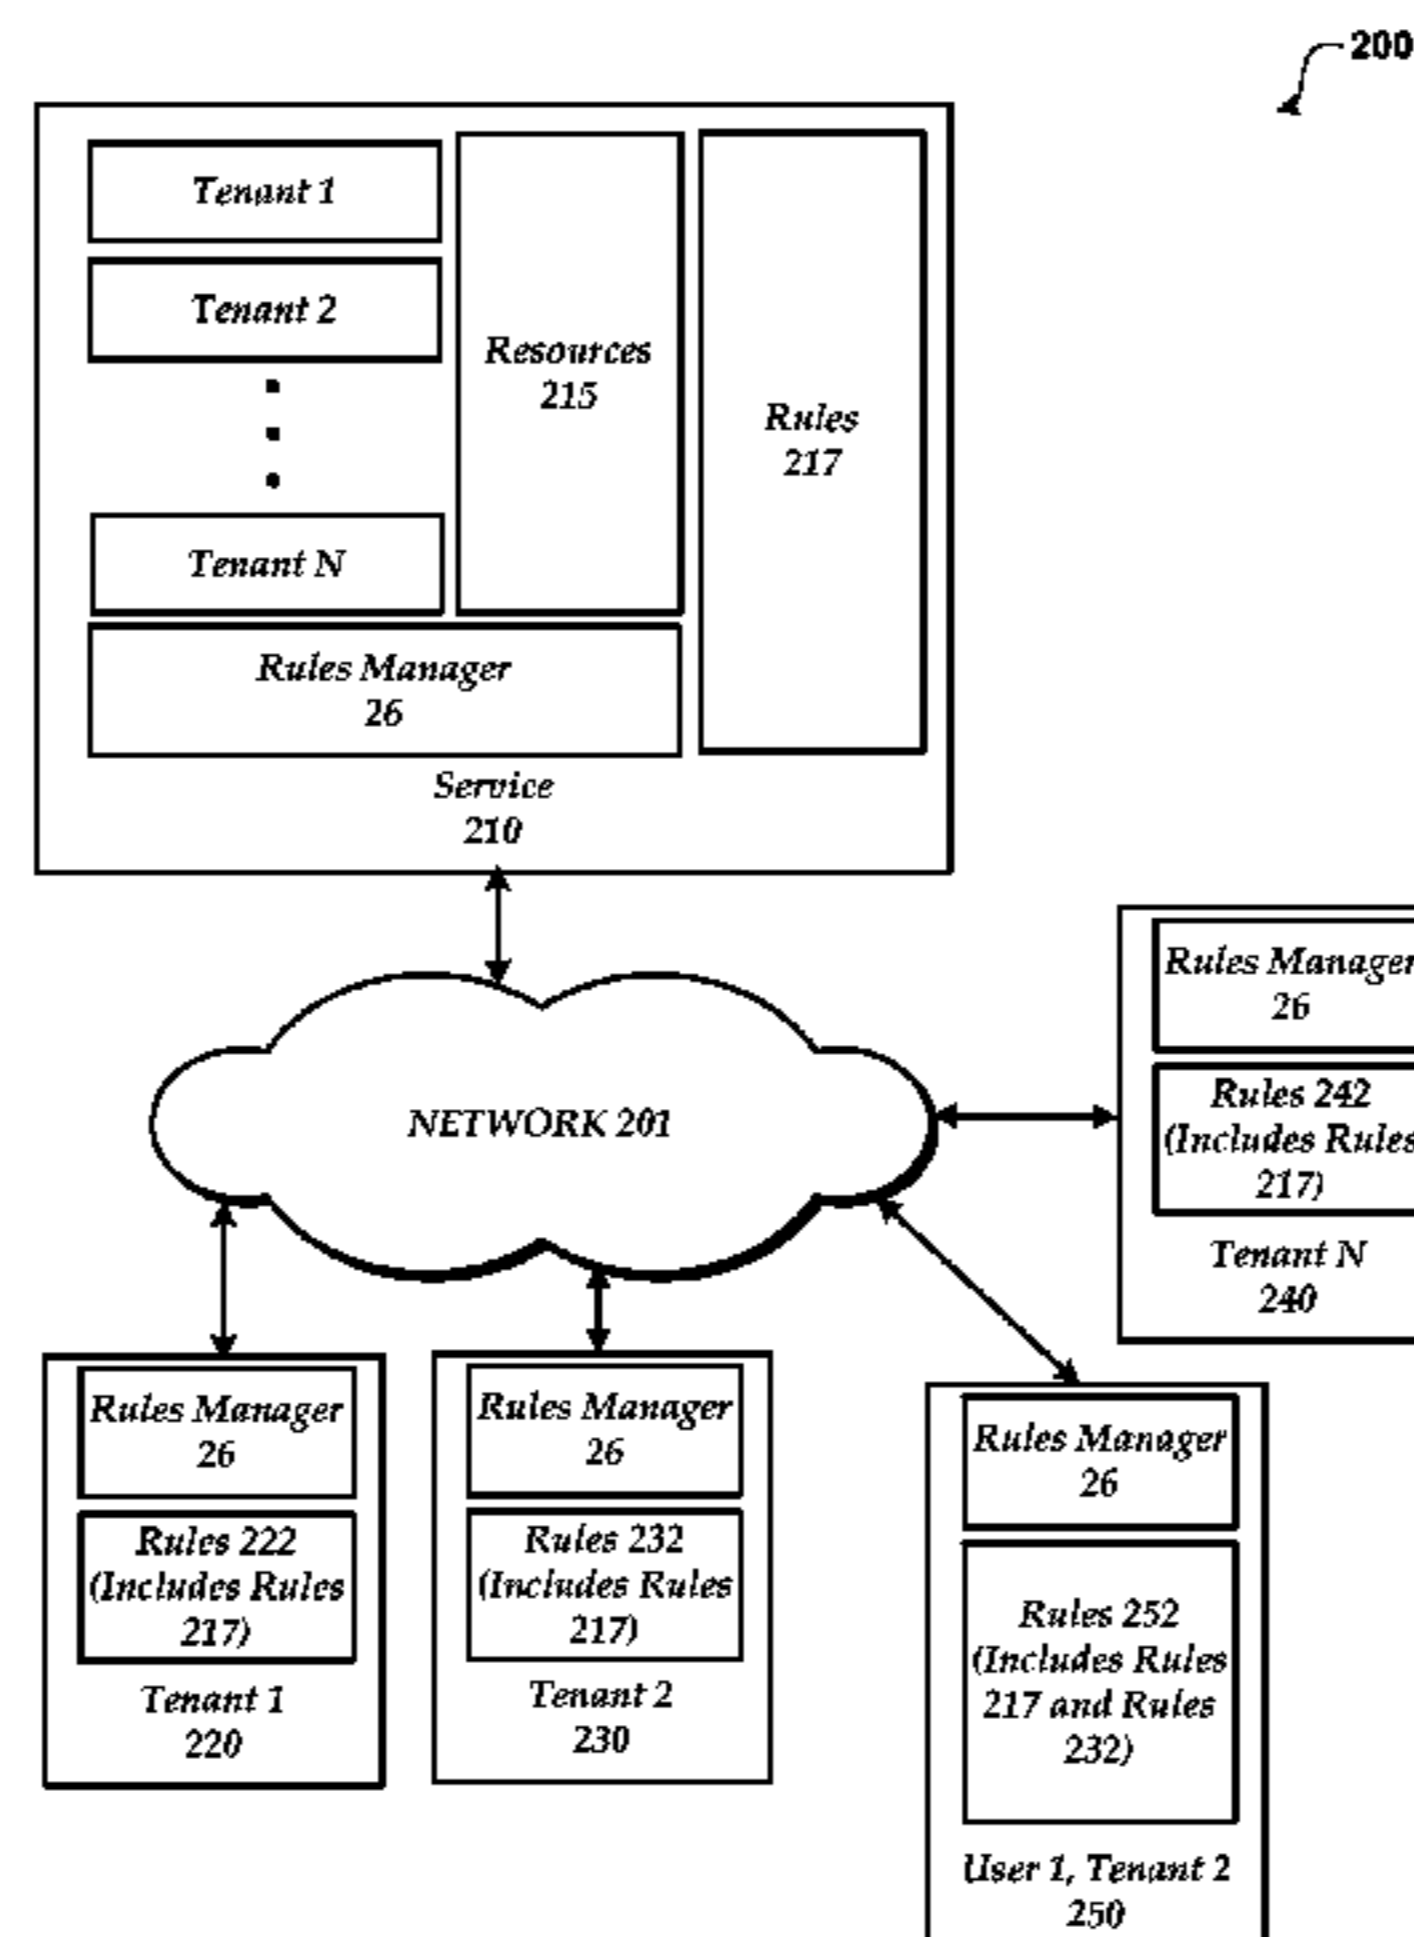 200
Tenant 1
Tenant 2
Tenant N
Resources
215
Rules
217
Rules Manager
26
Service
210
NETWORK 201
Rules Manager
26
Rules 242
(Includes Rules
217)
Tenant N
240
Rules Manager
26
Rules 222
(Includes Rules
217)
Tenant 1
220
Rules Manager
26
Rules 232
(Includes Rules
217)
Tenant 2
230
Rules Manager
26
Rules 252
(Includes Rules
217 and Rules
232)
User 1, Tenant 2
250